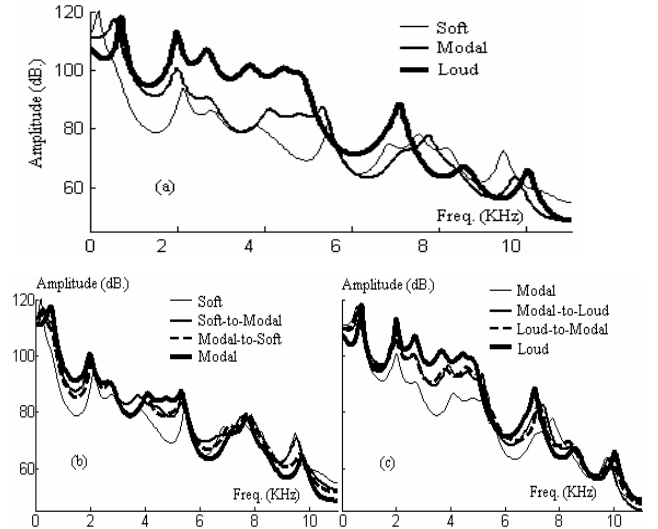 120
100
80
60
Amplitude (dB.)
Soft
Modal
Loud
(a)
Freq. (KHz)
0
2
4
6
8
10
Amplitude (dB.)
120
100
80
60
Soft
Soft-to-Modal
Modal-to-Soft
Modal
(b)
Freq. (KHz)
0
2
4
6
8
10
Amplitude (dB.)
Modal
Modal-to-Loud
Loud-to-Modal
Loud
(c)
Freq. (KHz)
0
2
4
6
8
10